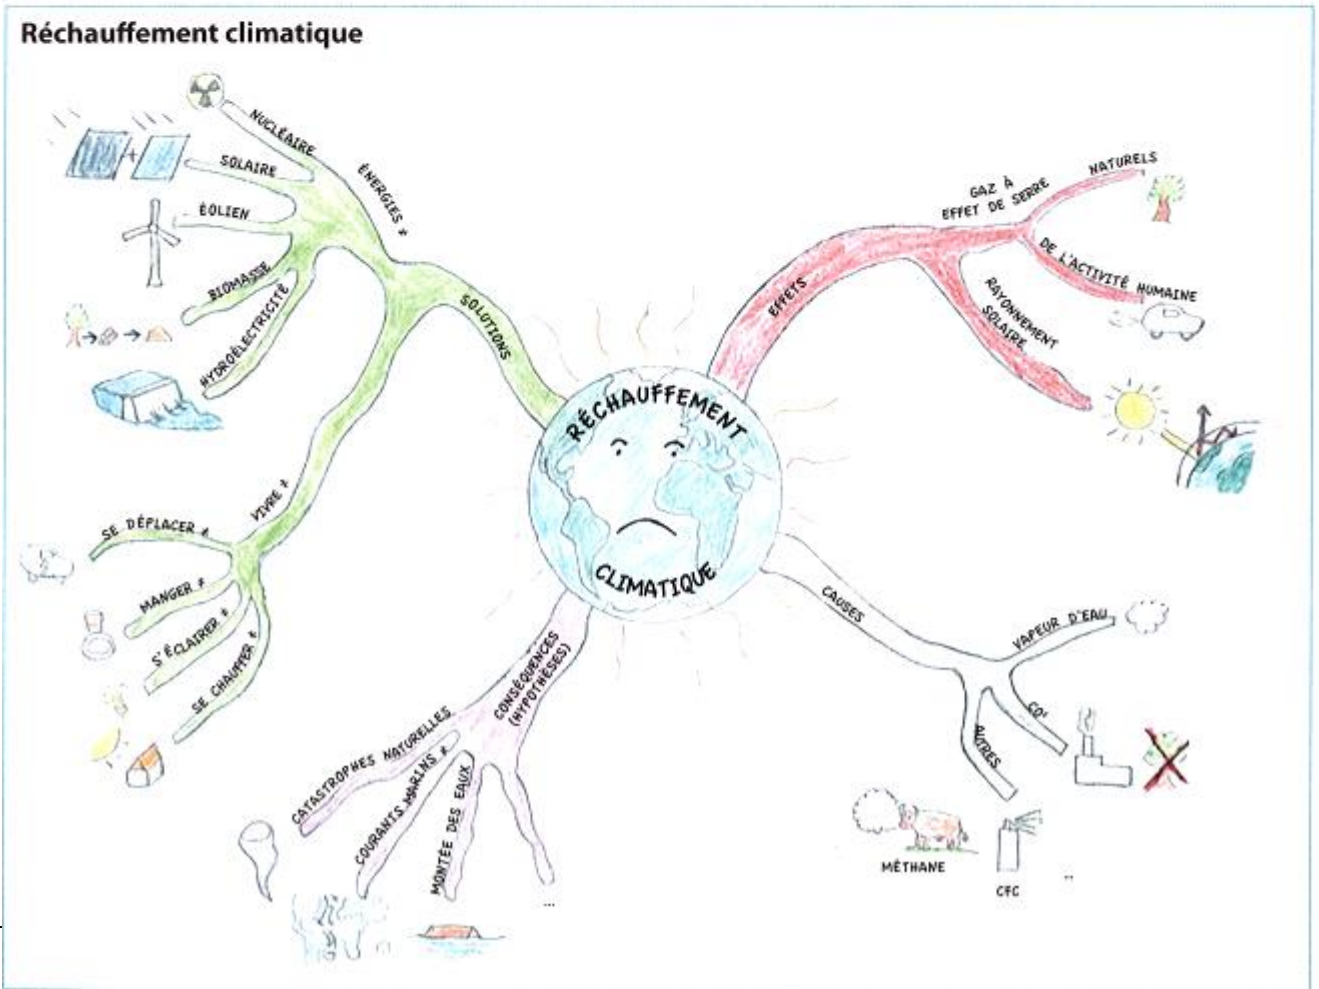 Réchauffement climatique
NUCLÉAIRE
SOLAIRE
ÉOLIEN
BIOMASSE
HYDROÉLECTRICITÉ
ÉNERGIES ≠
SOLUTIONS
VIVRE ≠
SE DÉPLACER ≠
MANGER ≠
S'ÉCLAIRER ≠
SE CHAUFFER ≠
RÉCHAUFFEMENT
CLIMATIQUE
EFFETS
GAZ À
EFFET DE SERRE
NATURELS
DE L'ACTIVITÉ HUMAINE
RAYONNEMENT
SOLAIRE
CAUSES
VAPEUR D'EAU
CO²
AUTRES
MÉTHANE
CFC
..
CONSÉQUENCES
(HYPOTHÈSES)
CATASTROPHES NATURELLES
COURANTS MARINS ≠
MONTÉE DES EAUX
...